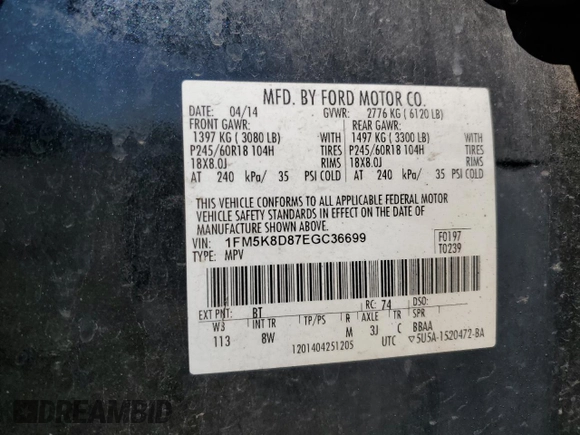 MFD. BY FORD MOTOR CO.
DATE: 04/14 GVWR: 2776 KG ( 6120 LB)
FRONT GAWR: REAR GAWR:
1397 KG ( 3080 LB) WITH 1497 KG ( 3300 LB) WITH
P245/60R18 104H TIRES P245/60R18 104H TIRES
18X8.0J RIMS 18X8.0J RIMS
AT 240 kPa/ 35 PSI COLD AT 240 kPa/ 35 PSI COLD
THIS VEHICLE CONFORMS TO ALL APPLICABLE FEDERAL MOTOR
VEHICLE SAFETY STANDARDS IN EFFECT ON THE DATE OF
MANUFACTURE SHOWN ABOVE.
VIN: 1FM5K8D87EGC36699 F0197
TYPE: MPV T0239
EXT PNT: BT RC: 74 DSO:
WB INT TR TP/PS R AXLE TR SPR
113 8W M 3J C BBAA
1201404251205 UTC ▽5U5A-1520472-BA
DREAMBID